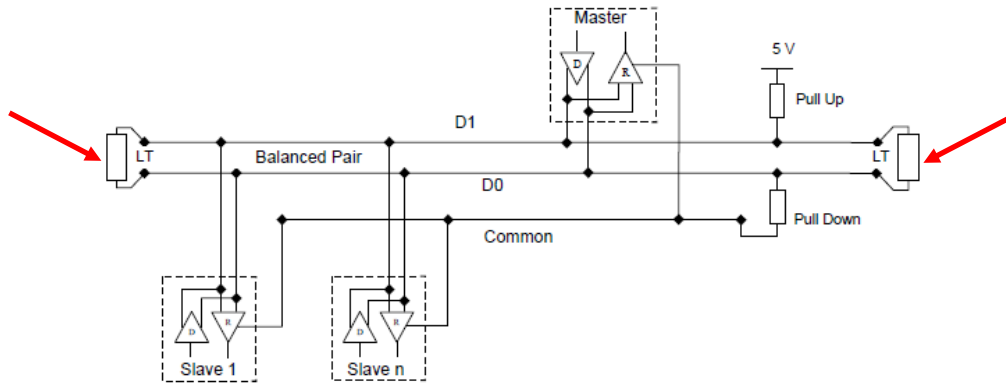 Master
D
R
5 V
Pull Up
D1
LT
Balanced Pair
LT
D0
Pull Down
Common
D
R
D
R
Slave 1
Slave n